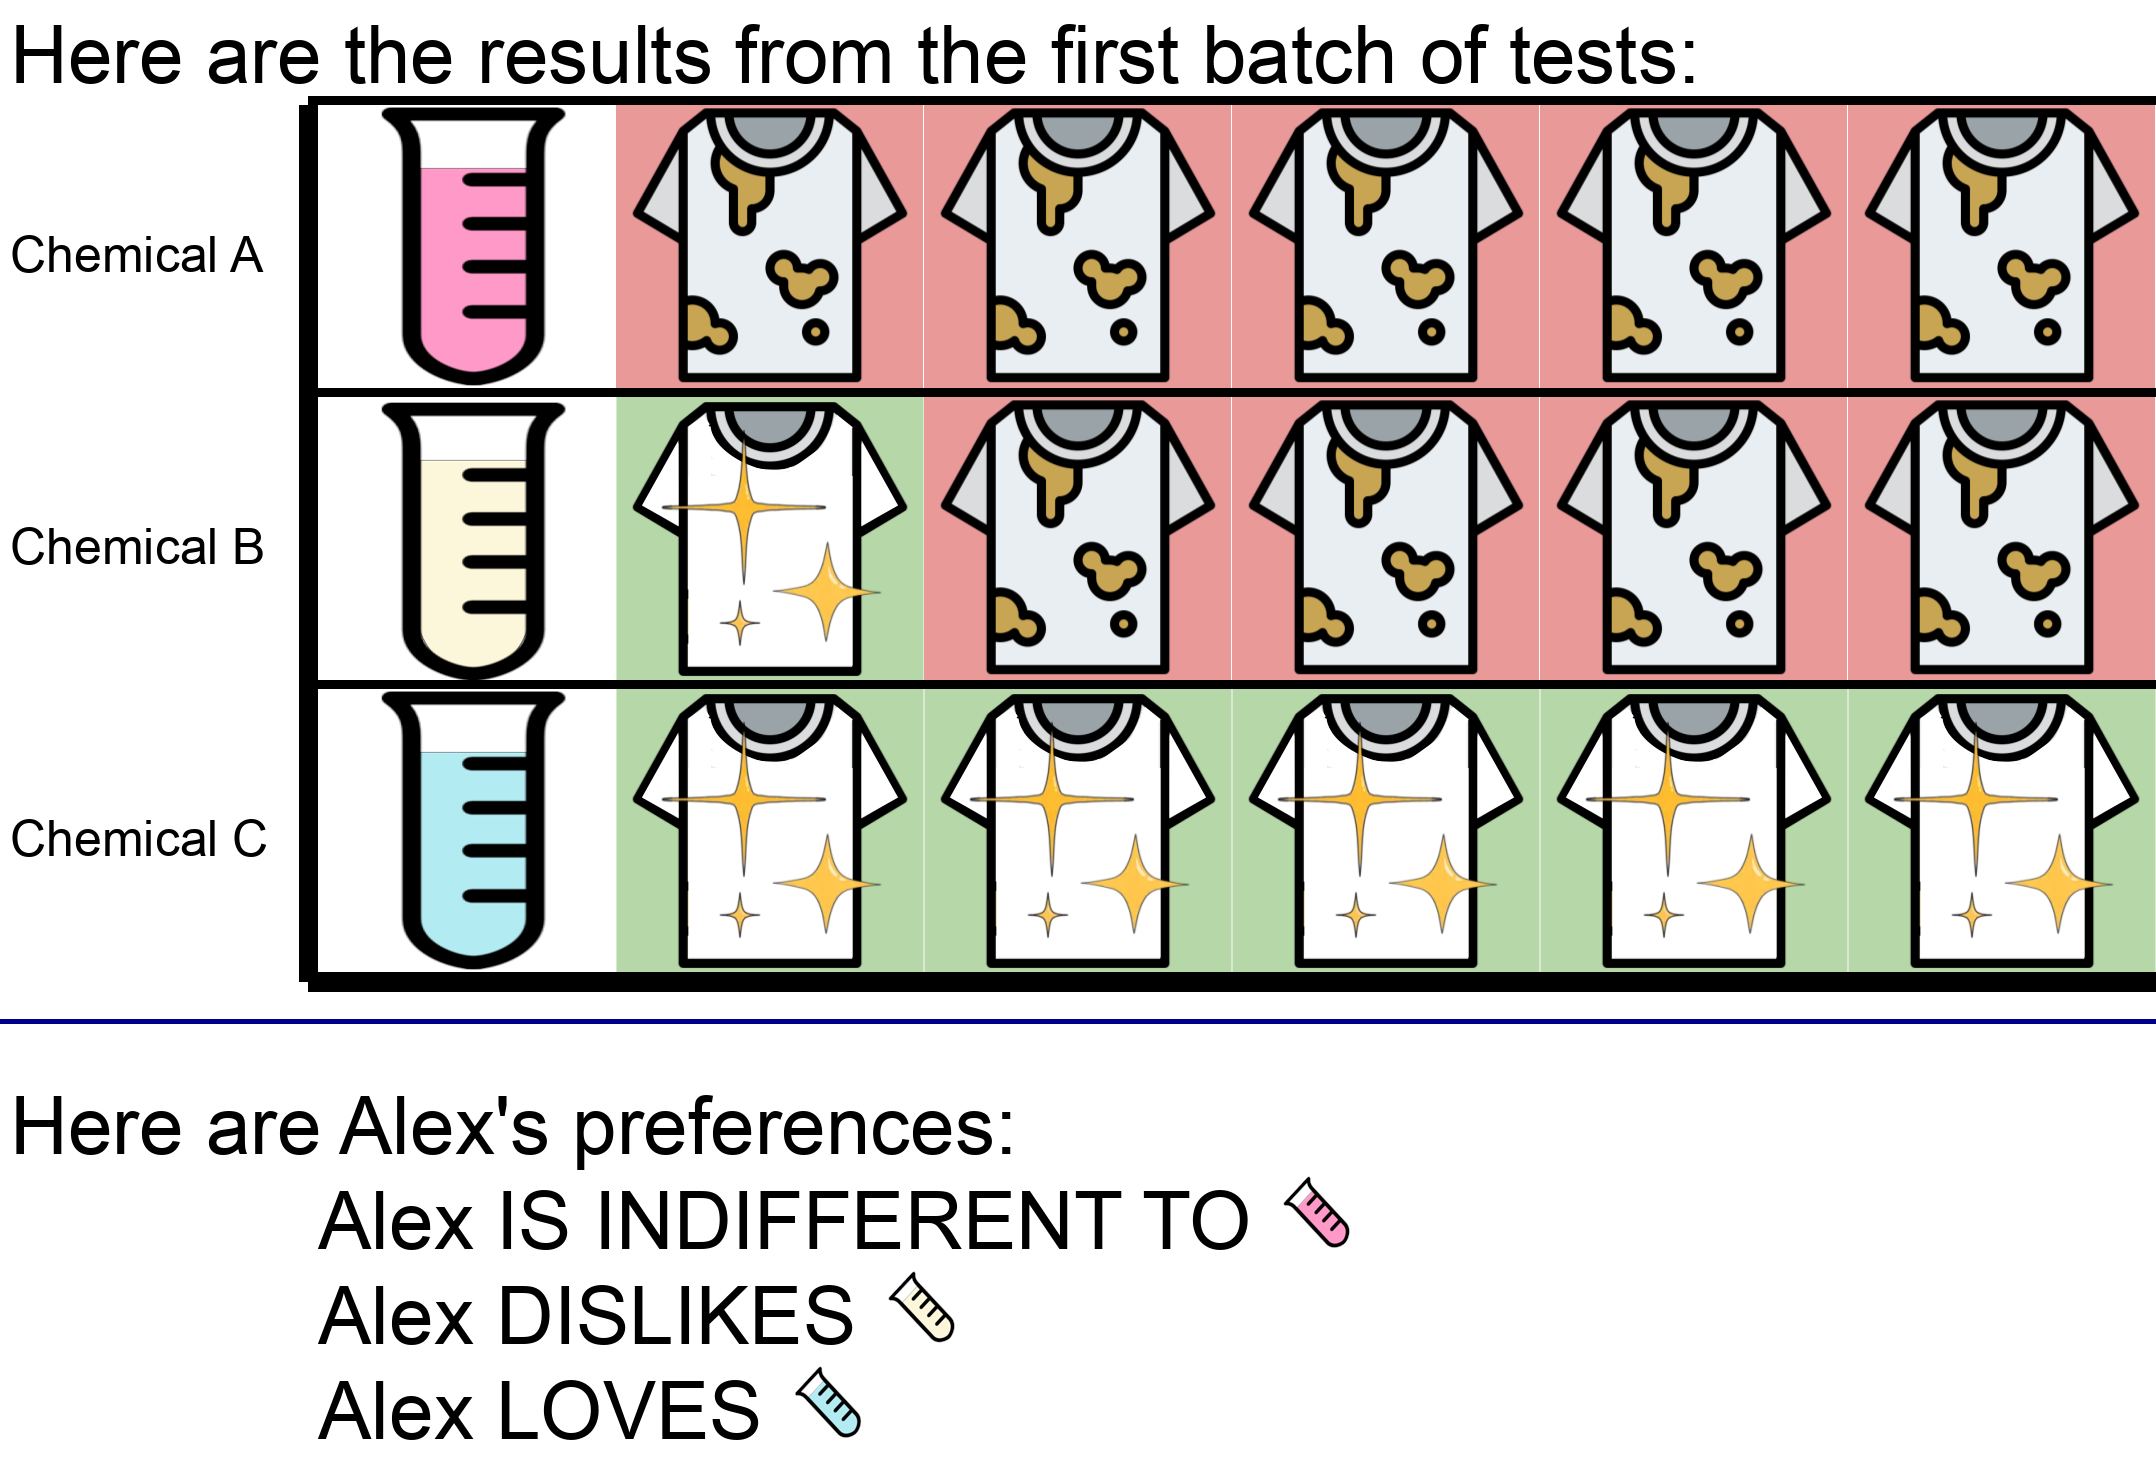 Here are the results from the first batch of tests:
Chemical A
Chemical B
Chemical C
Here are Alex's preferences:
Alex IS INDIFFERENT TO
Alex DISLIKES
Alex LOVES